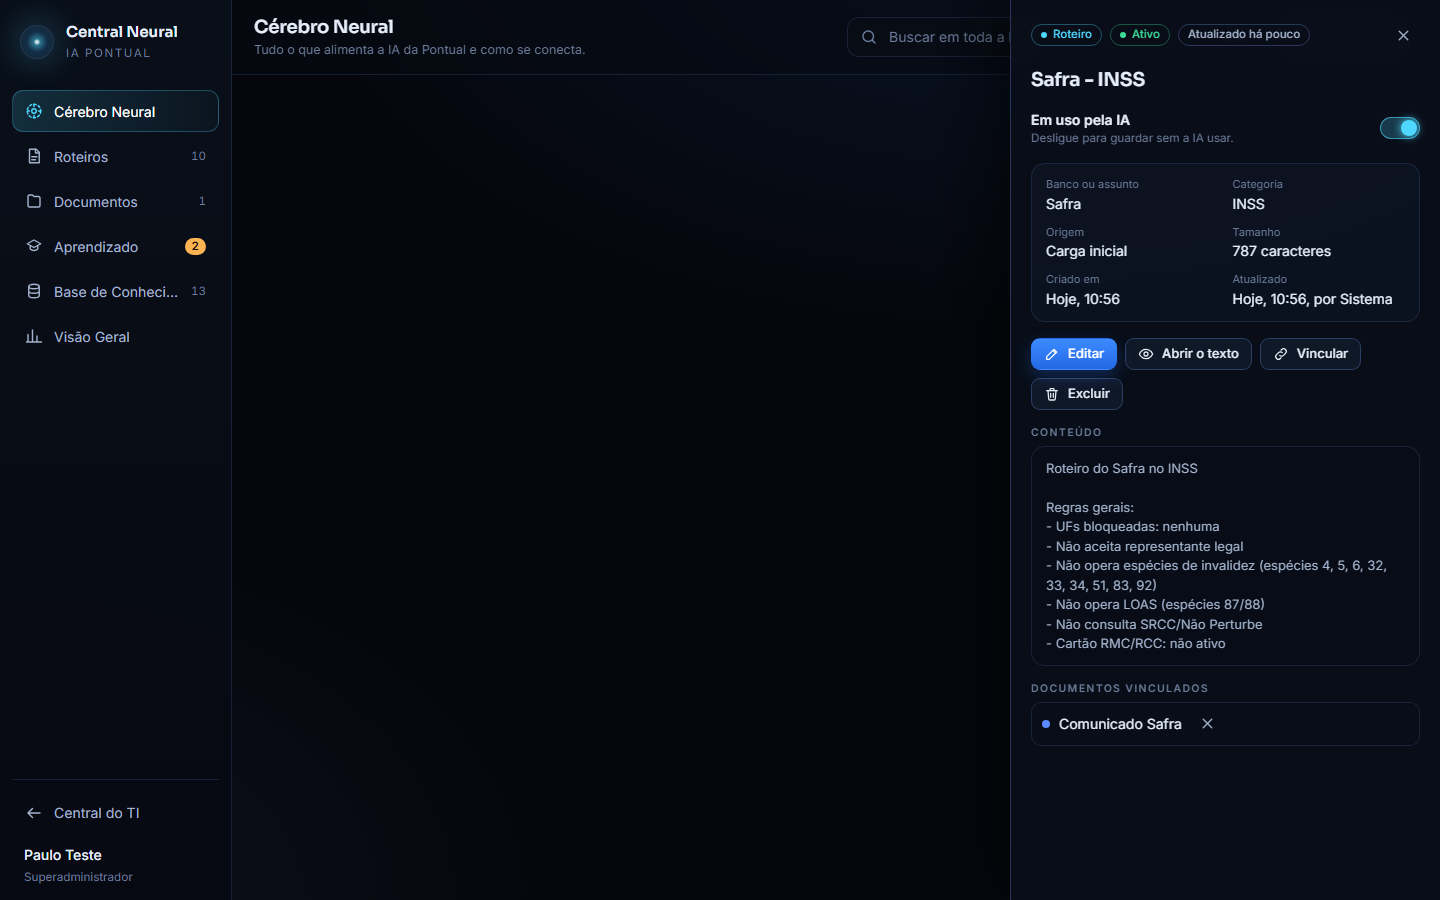 Central Neural
IA PONTUAL
Cérebro Neural
Roteiros 10
Documentos 1
Aprendizado 2
Base de Conheci... 13
Visão Geral
Central do TI
Paulo Teste
Superadministrador
Cérebro Neural
Tudo o que alimenta a IA da Pontual e como se conecta.
Buscar em toda a
Roteiro
Ativo
Atualizado há pouco
Safra - INSS
Em uso pela IA
Desligue para guardar sem a IA usar.
Banco ou assunto
Safra
Categoria
INSS
Origem
Carga inicial
Tamanho
787 caracteres
Criado em
Hoje, 10:56
Atualizado
Hoje, 10:56, por Sistema
Editar
Abrir o texto
Vincular
Excluir
CONTEÚDO
Roteiro do Safra no INSS
Regras gerais:
- UFs bloqueadas: nenhuma
- Não aceita representante legal
- Não opera espécies de invalidez (espécies 4, 5, 6, 32,
33, 34, 51, 83, 92)
- Não opera LOAS (espécies 87/88)
- Não consulta SRCC/Não Perturbe
- Cartão RMC/RCC: não ativo
DOCUMENTOS VINCULADOS
Comunicado Safra